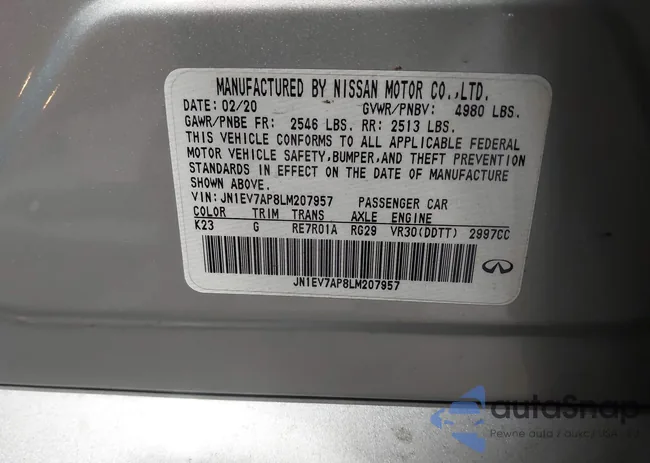 MANUFACTURED BY NISSAN MOTOR CO.,LTD.
DATE: 02/20 GVWR/PNBV: 4980 LBS.
GAWR/PNBE FR: 2546 LBS. RR: 2513 LBS.
THIS VEHICLE CONFORMS TO ALL APPLICABLE FEDERAL
MOTOR VEHICLE SAFETY,BUMPER,AND THEFT PREVENTION
STANDARDS IN EFFECT ON THE DATE OF MANUFACTURE
SHOWN ABOVE.
VIN: JN1EV7AP8LM207957 PASSENGER CAR
COLOR TRIM TRANS AXLE ENGINE
K23 G RE7R01A RG29 VR30(DDTT) 2997CC
JN1EV7AP8LM207957
autoSnap
Pewne auta z